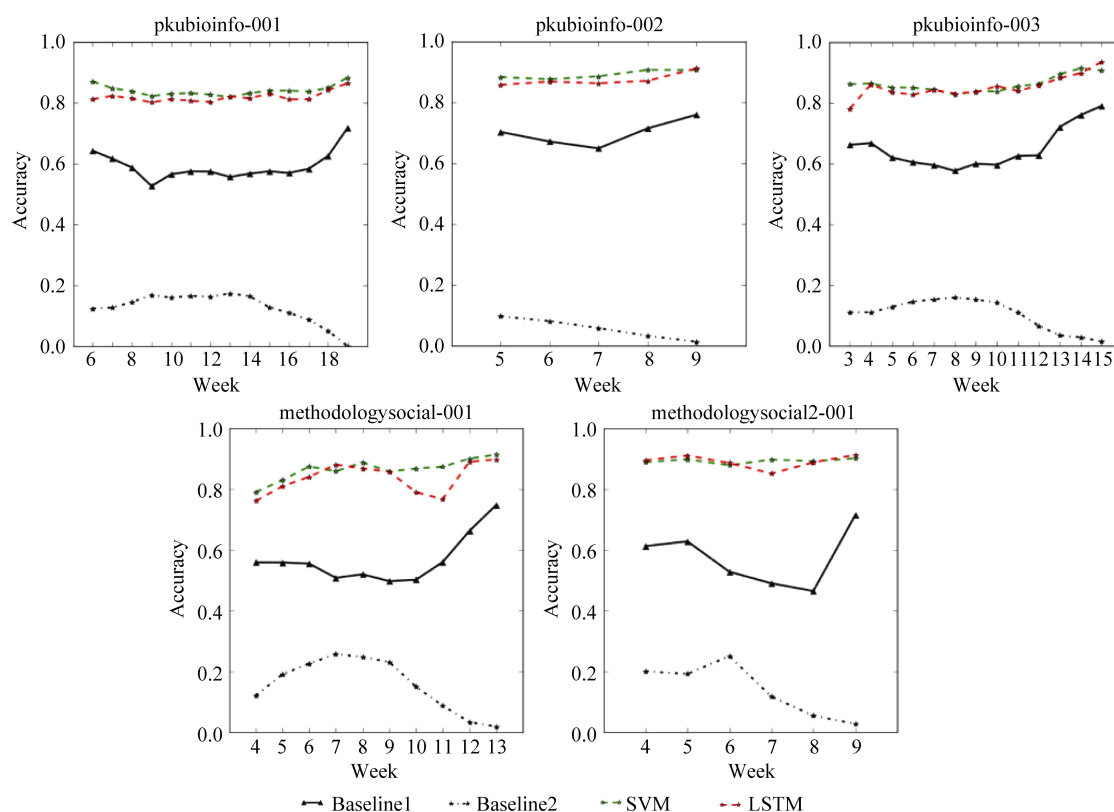 pkubioinfo-001
1.0
0.8
0.6
0.4
0.2
0.0
Accuracy
6 8 10 12 14 16 18
Week
pkubioinfo-002
1.0
0.8
0.6
0.4
0.2
0.0
Accuracy
5 6 7 8 9
Week
pkubioinfo-003
1.0
0.8
0.6
0.4
0.2
0.0
Accuracy
3 4 5 6 7 8 9 10 11 12 13 14 15
Week
methodologysocial-001
1.0
0.8
0.6
0.4
0.2
0.0
Accuracy
4 5 6 7 8 9 10 11 12 13
Week
methodologysocial2-001
1.0
0.8
0.6
0.4
0.2
0.0
Accuracy
4 5 6 7 8 9
Week
Baseline1 Baseline2 SVM LSTM